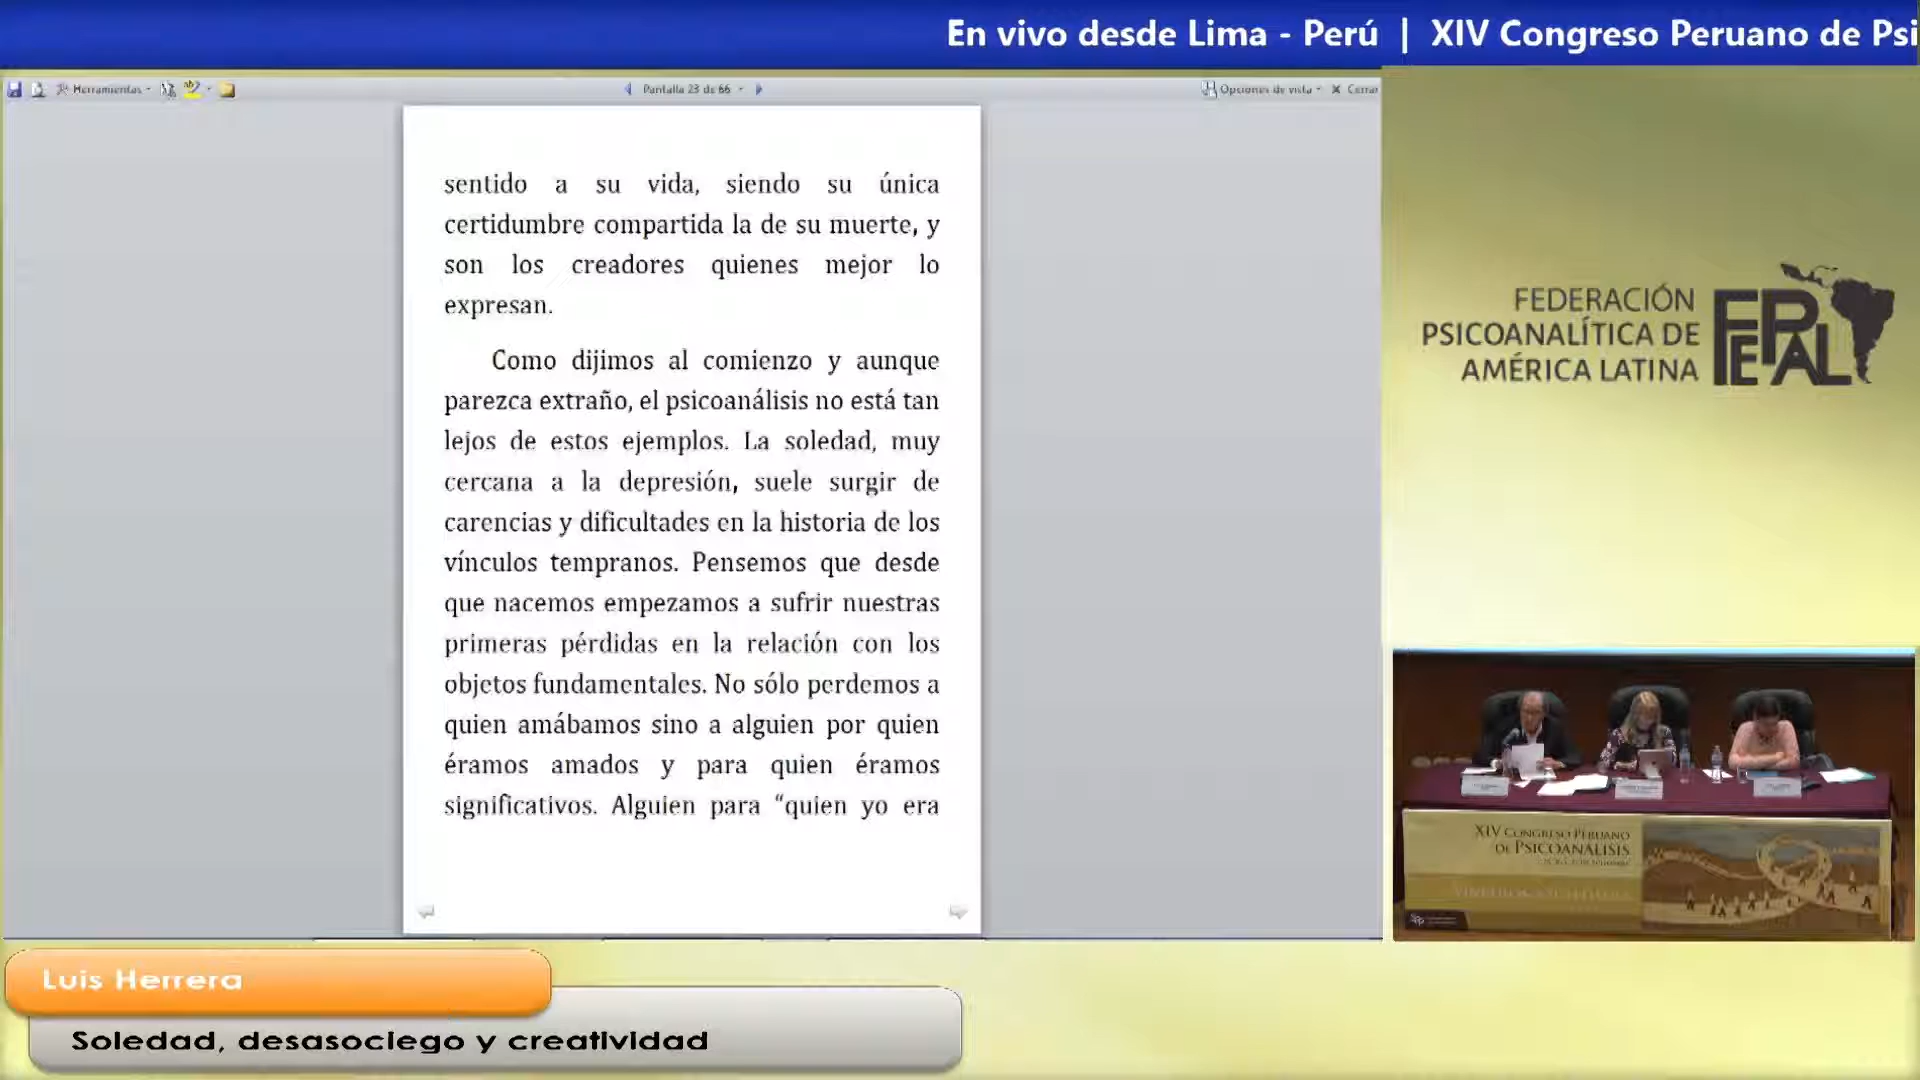 En vivo desde Lima - Perú | XIV Congreso Peruano de Psi
Herramientas
Pantalla 23 de 66
Opciones de vista
Cerrar
sentido a su vida, siendo su única
certidumbre compartida la de su muerte, y
son los creadores quienes mejor lo
expresan.
Como dijimos al comienzo y aunque
parezca extraño, el psicoanálisis no está tan
lejos de estos ejemplos. La soledad, muy
cercana a la depresión, suele surgir de
carencias y dificultades en la historia de los
vínculos tempranos. Pensemos que desde
que nacemos empezamos a sufrir nuestras
primeras pérdidas en la relación con los
objetos fundamentales. No sólo perdemos a
quien amábamos sino a alguien por quien
éramos amados y para quien éramos
significativos. Alguien para “quien yo era
FEDERACIÓN
PSICOANALÍTICA DE
AMÉRICA LATINA
FEPAL
XIV CONGRESO PERUANO
DE PSICOANÁLISIS
Luis Herrera
Soledad, desasociego y creatividad